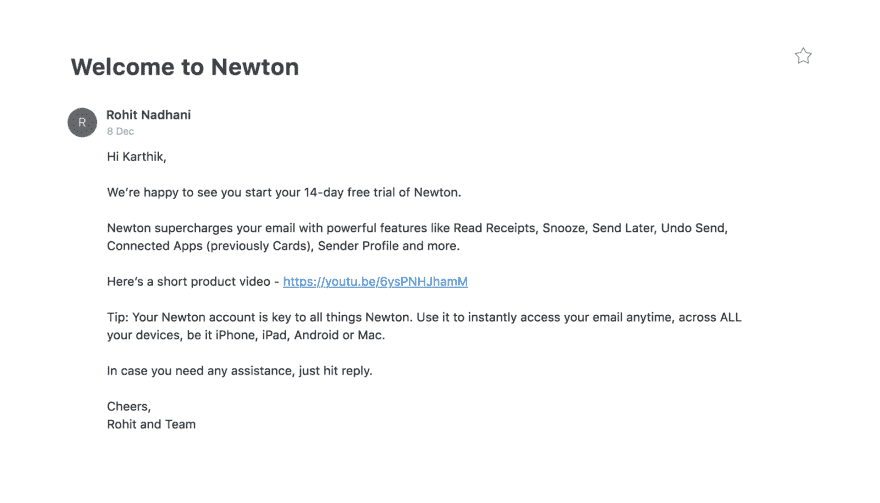 Welcome to Newton
R
Rohit Nadhani
8 Dec
Hi Karthik,
We’re happy to see you start your 14-day free trial of Newton.
Newton supercharges your email with powerful features like Read Receipts, Snooze, Send Later, Undo Send,
Connected Apps (previously Cards), Sender Profile and more.
Here’s a short product video - https://youtu.be/6ysPNHJhamM
Tip: Your Newton account is key to all things Newton. Use it to instantly access your email anytime, across ALL
your devices, be it iPhone, iPad, Android or Mac.
In case you need any assistance, just hit reply.
Cheers,
Rohit and Team